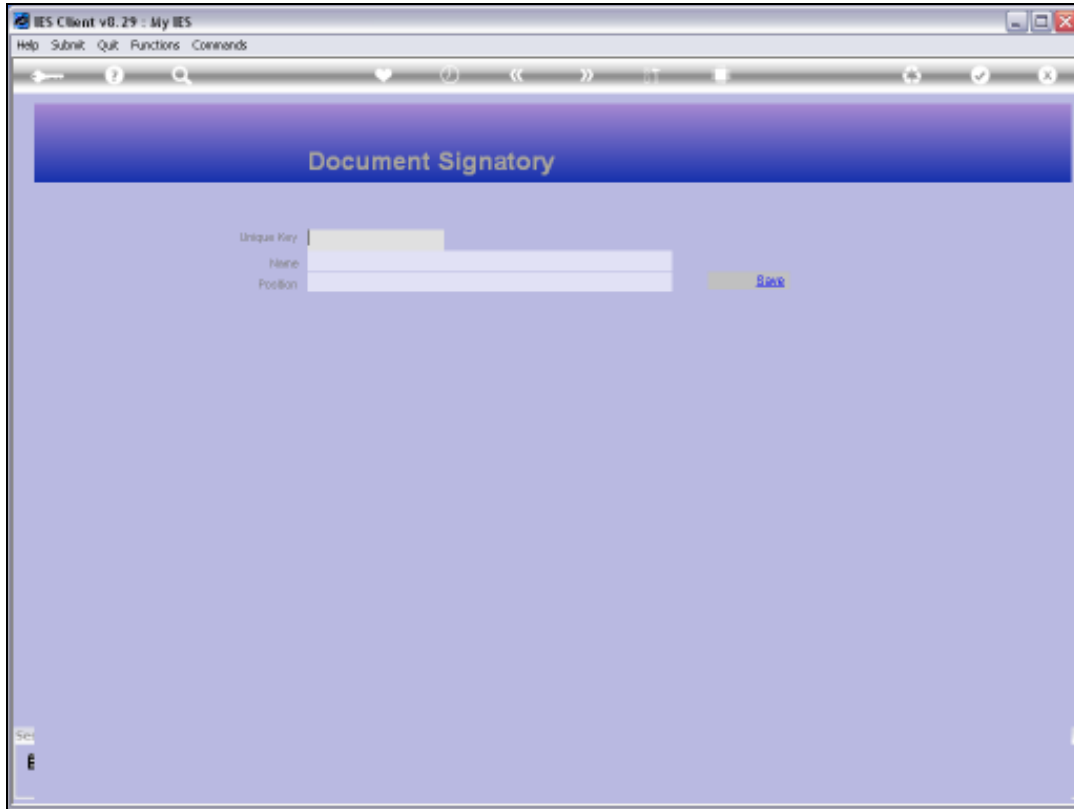 IES Client v8.29 : My IES
Help Submit Quit Functions Commands
Document Signatory
Unique Key
Name
Position
Save